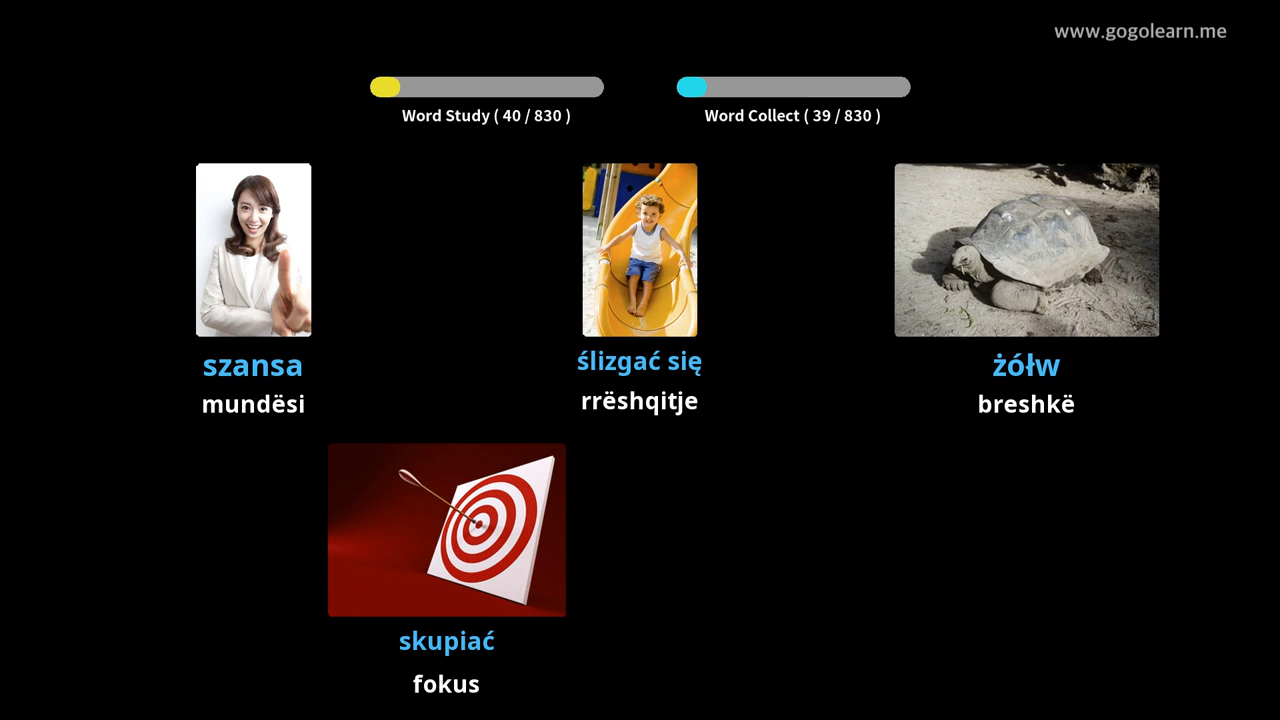 www.gogolearn.me
Word Study ( 40 / 830 )
Word Collect ( 39 / 830 )
szansa
mundësi
ślizgać się
rrëshqitje
żółw
breshkë
skupiać
fokus